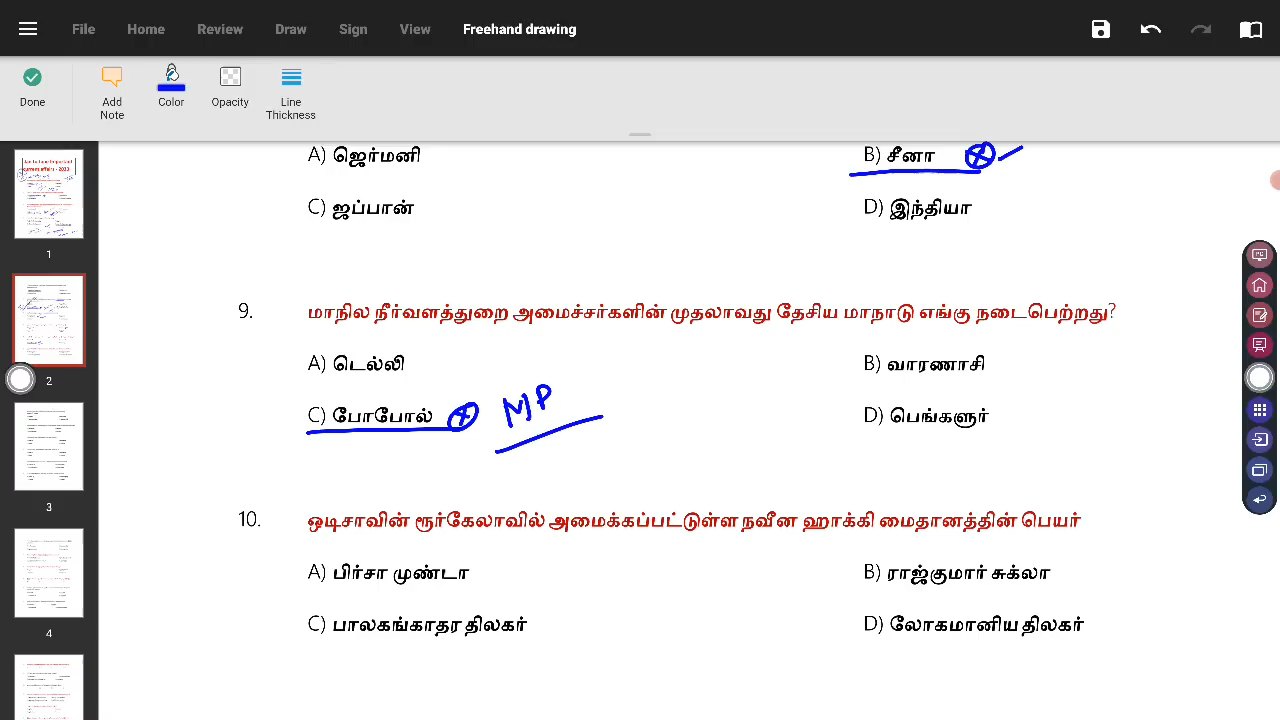 File Home Review Draw Sign View Freehand drawing
Done Add Note Color Opacity Line Thickness
A) ஜெர்மனி B) சீனா
C) ஜப்பான் D) இந்தியா
9. மாநில நீர்வளத்துறை அமைச்சர்களின் முதலாவது தேசிய மாநாடு எங்கு நடைபெற்றது?
A) டெல்லி B) வாரணாசி
C) போபோல் MP D) பெங்களுர்
10. ஒடிசாவின் ரூர்கேலாவில் அமைக்கப்பட்டுள்ள நவீன ஹாக்கி மைதானத்தின் பெயர்
A) பிர்சா முண்டா B) ராஜ்குமார் சுக்லா
C) பாலகங்காதர திலகர் D) லோகமானிய திலகர்
1
2
3
4